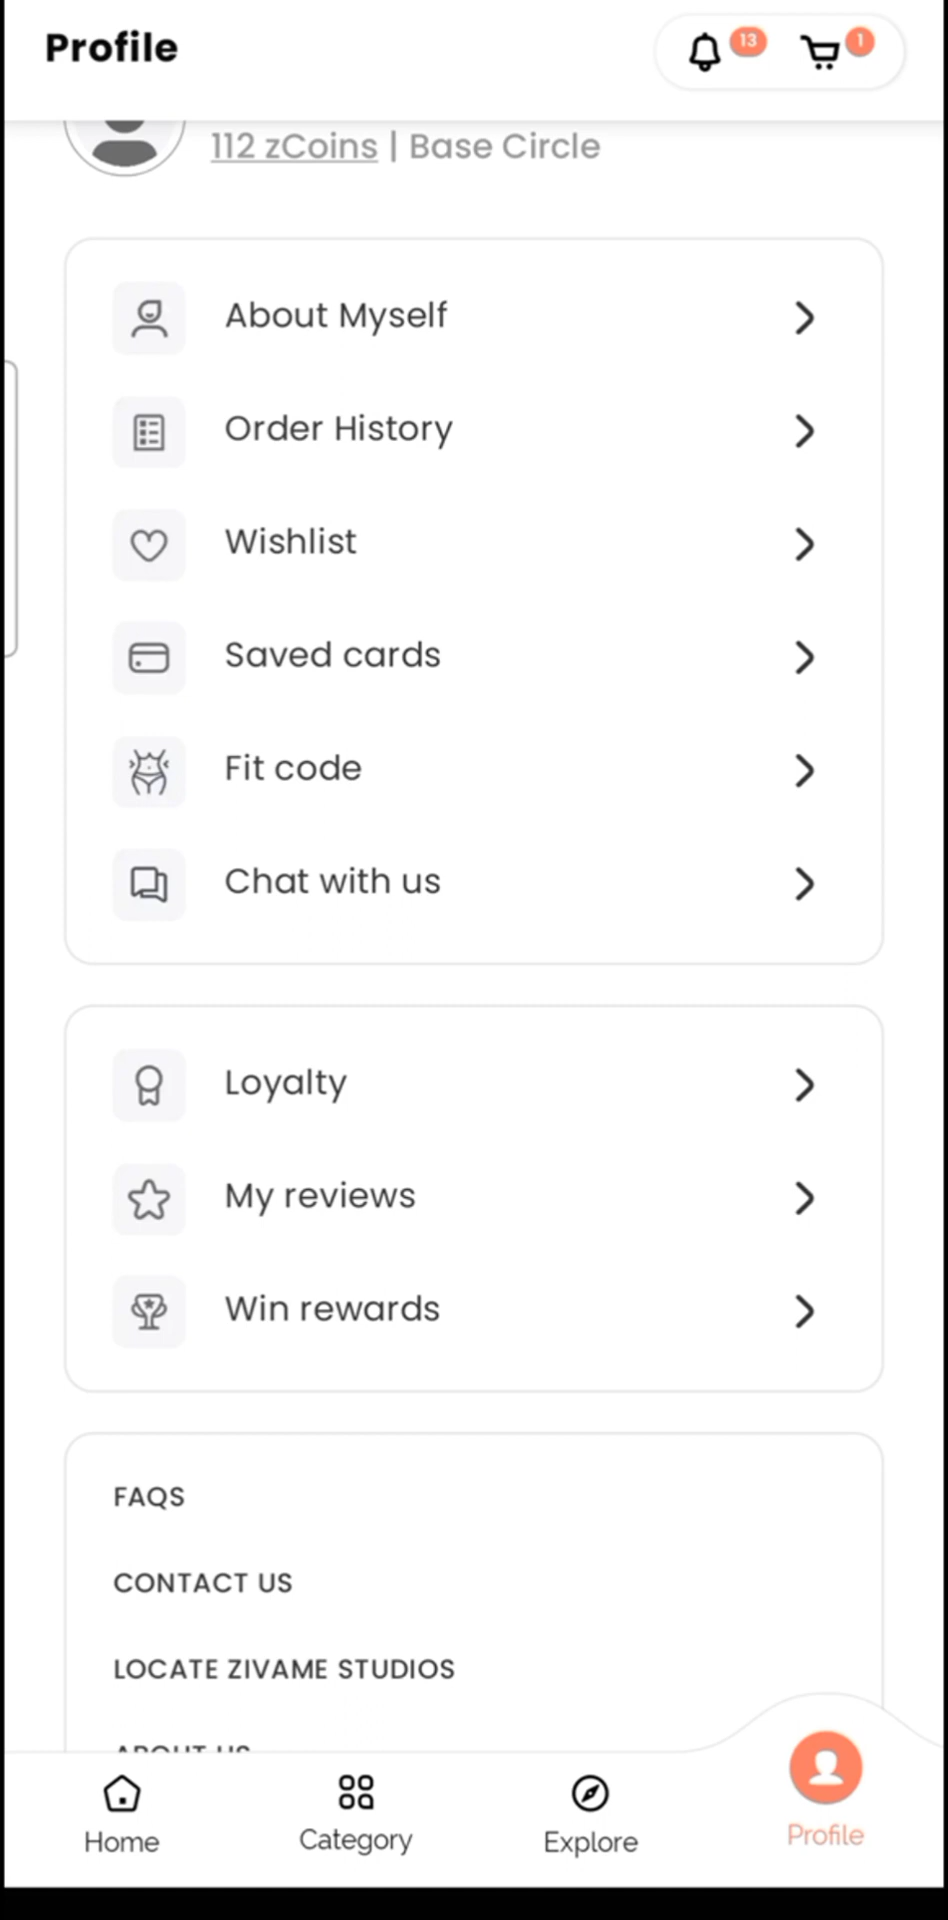 Profile
13
1
112 zCoins | Base Circle
About Myself
Order History
Wishlist
Saved cards
Fit code
Chat with us
Loyalty
My reviews
Win rewards
FAQS
CONTACT US
LOCATE ZIVAME STUDIOS
ABOUT US
Home
Category
Explore
Profile